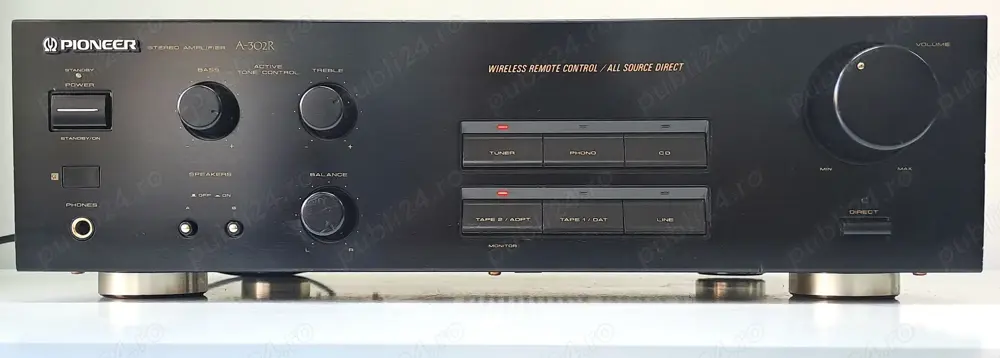 PIONEER STEREO AMPLIFIER A-302R
STANDBY
POWER
STANDBY/ON
BASS
ACTIVE
TONE CONTROL
TREBLE
- +
- +
SPEAKERS
OFF ON
A B
BALANCE
L R
PHONES
WIRELESS REMOTE CONTROL / ALL SOURCE DIRECT
TUNER PHONO CD
TAPE 2 / ADPT TAPE 1 / DAT LINE
MONITOR
VOLUME
MIN MAX
DIRECT
publi24.ro